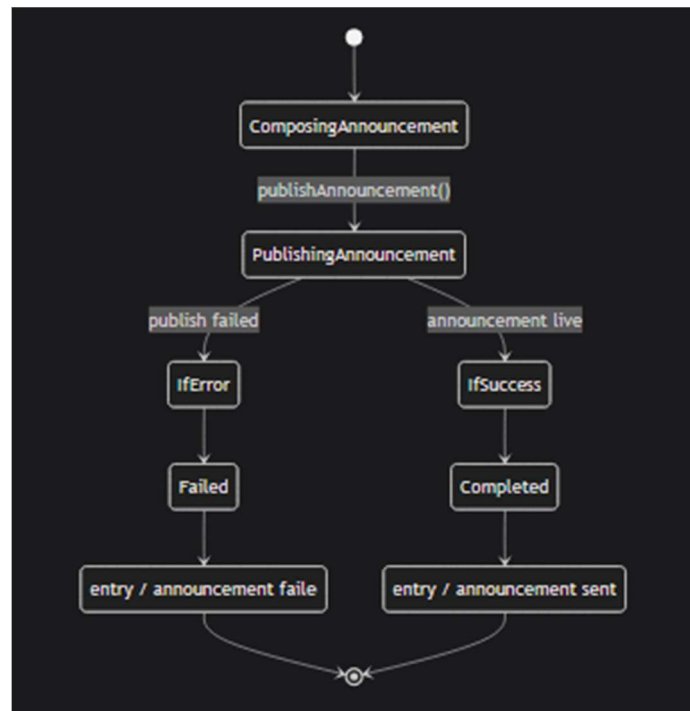 ComposingAnnouncement
publishAnnouncement()
PublishingAnnouncement
publish failed
announcement live
IfError
IfSuccess
Failed
Completed
entry / announcement faile
entry / announcement sent